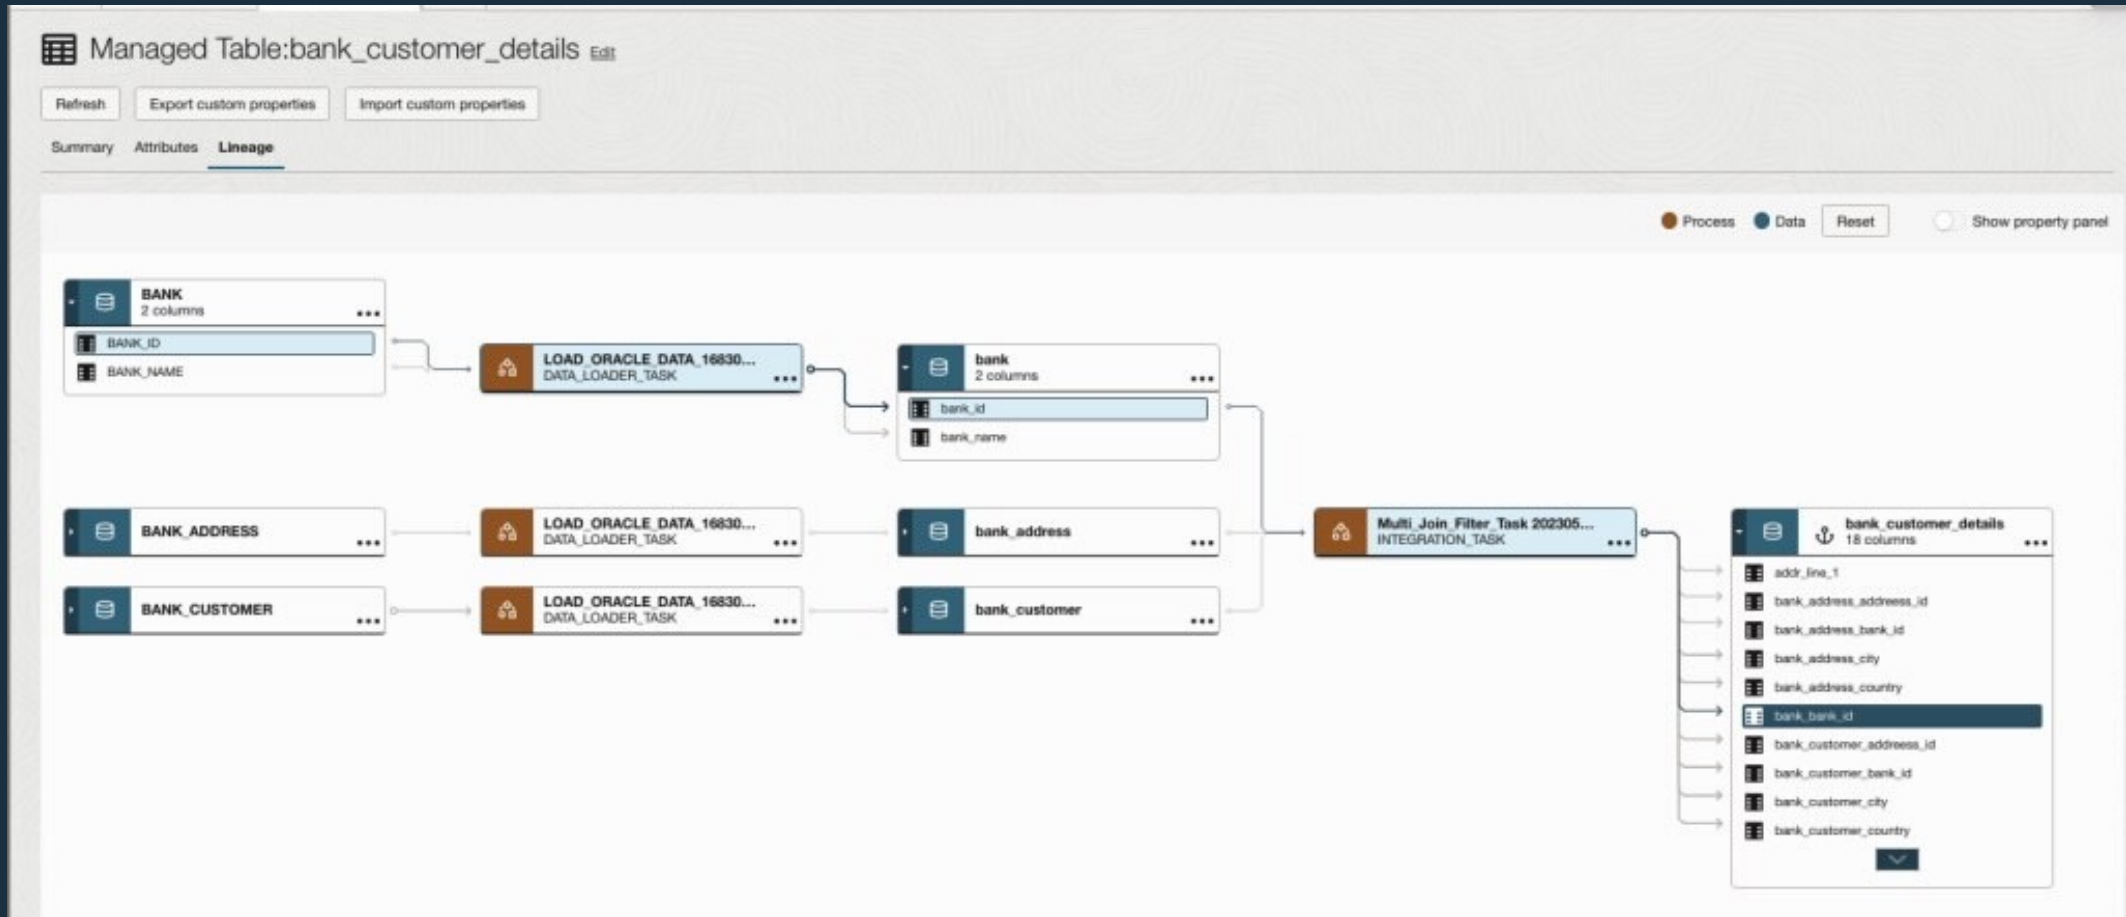 Managed Table:bank_customer_details Edit
Refresh Export custom properties Import custom properties
Summary Attributes Lineage
Process Data Reset Show property panel
BANK
2 columns
BANK_ID
BANK_NAME
LOAD_ORACLE_DATA_16830...
DATA_LOADER_TASK
bank
2 columns
bank_id
bank_name
BANK_ADDRESS
LOAD_ORACLE_DATA_16830...
DATA_LOADER_TASK
bank_address
Multi_Join_Filter_Task 202305...
INTEGRATION_TASK
BANK_CUSTOMER
LOAD_ORACLE_DATA_16830...
DATA_LOADER_TASK
bank_customer
bank_customer_details
18 columns
addr_line_1
bank_address_addreess_id
bank_address_bank_id
bank_address_city
bank_address_country
bank_bank_id
bank_customer_addreess_id
bank_customer_bank_id
bank_customer_city
bank_customer_country